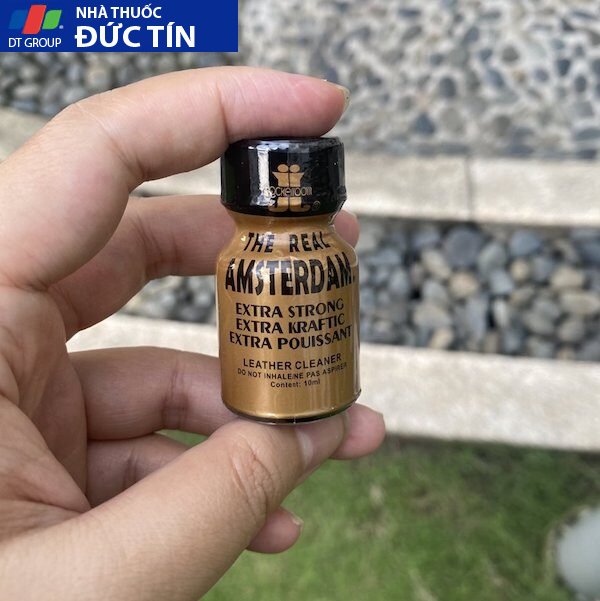 NHÀ THUỐC
DT GROUP
ĐỨC TÍN
THE REAL
AMSTERDAM
EXTRA STRONG
EXTRA KRAFTIG
EXTRA POUISSANT
LEATHER CLEANER
DO NOT INHALE/NE PAS ASPIRER
Content: 10ml